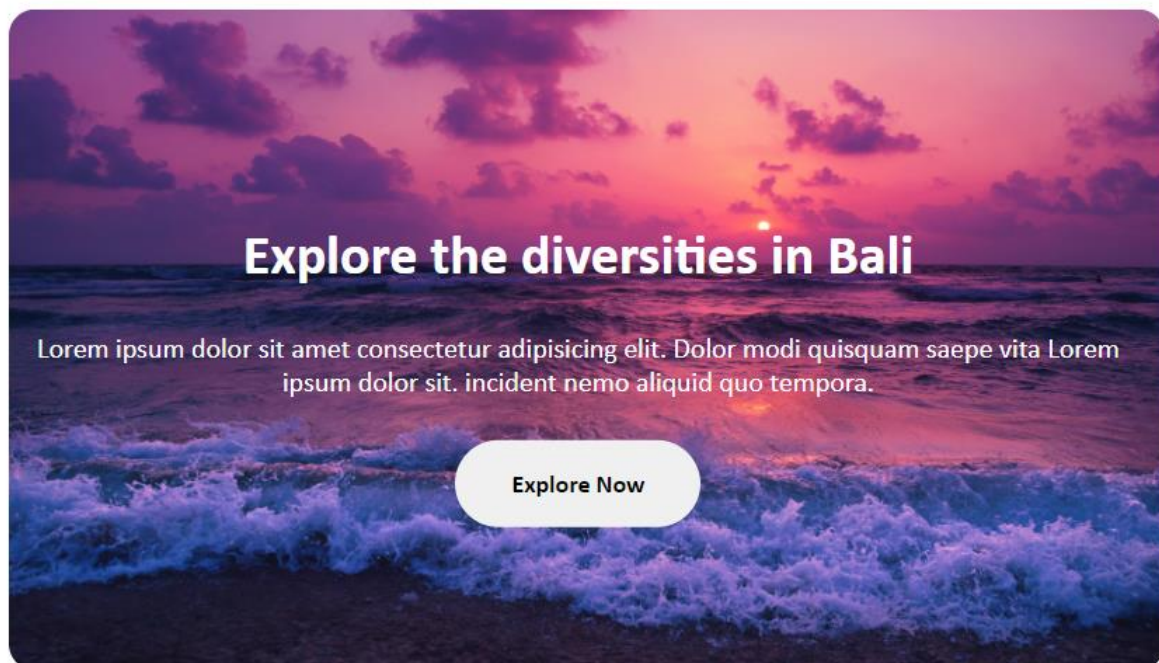 Explore the diversities in Bali
Lorem ipsum dolor sit amet consectetur adipisicing elit. Dolor modi quisquam saepe vita Lorem
ipsum dolor sit. incident nemo aliquid quo tempora.
Explore Now